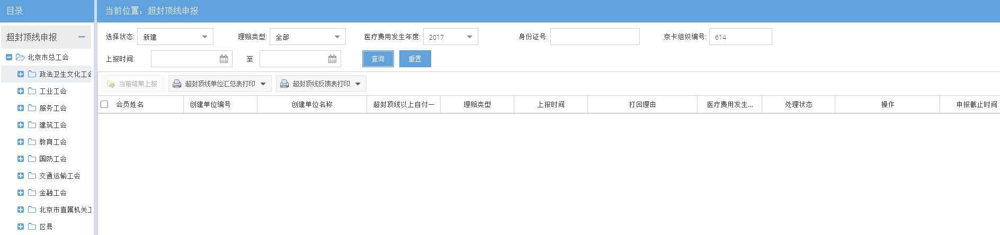 目录
当前位置：超封顶线申报
超封顶线申报
北京市总工会
政法卫生文化工会
工业工会
服务工会
建筑工会
教育工会
国防工会
交通运输工会
金融工会
北京市直属机关工
区县
选择状态: 新建 理赔类型: 全部 医疗费用发生年度: 2017 身份证号: 京卡组织编号: 614
上报时间: 至 查询 重置
当前结果上报 超封顶线单位汇总表打印 超封顶线反馈表打印
会员姓名 创建单位编号 创建单位名称 超封顶线以上自付一 理赔类型 上报时间 打回理由 医疗费用发生... 处理状态 操作 申报截止时间